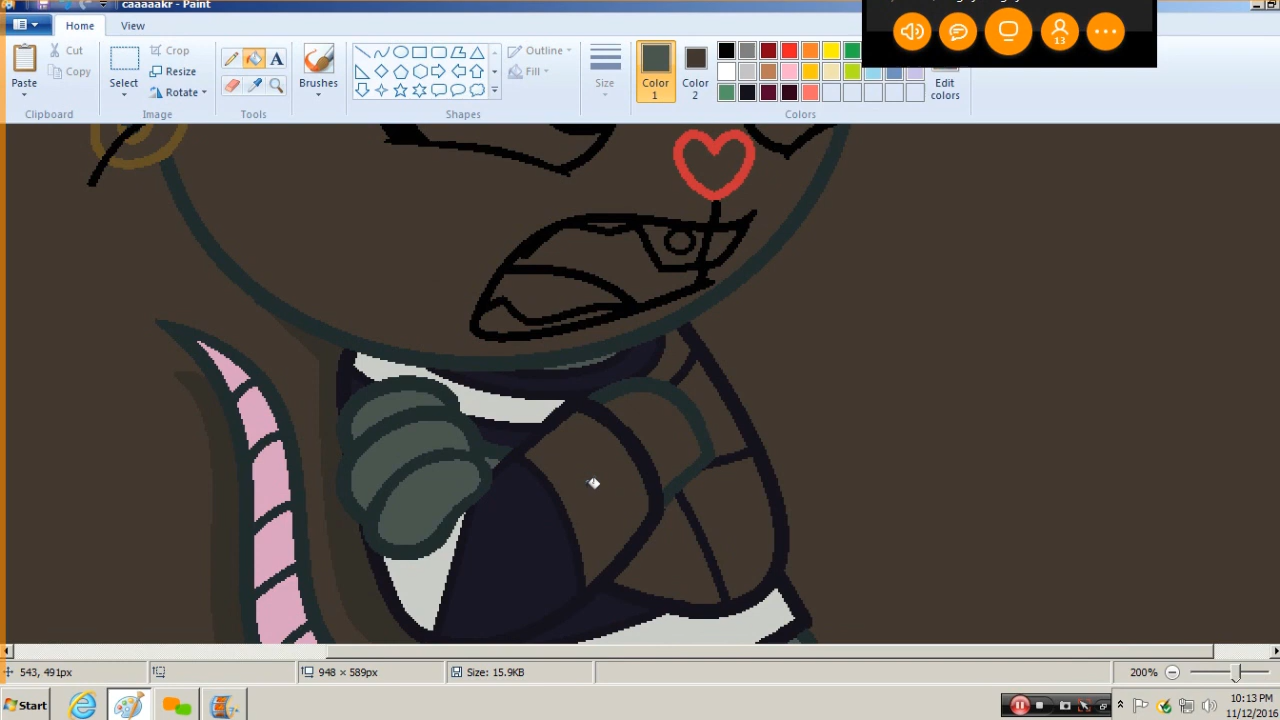 caaaaakr - Paint
Home
View
Paste
Cut
Copy
Clipboard
Select
Crop
Resize
Rotate
Image
A
Tools
Brushes
Outline
Fill
Shapes
Size
Color 1
Color 2
Edit colors
Colors
13
543, 491px
948 × 589px
Size: 15.9KB
200%
Start
10:13 PM
11/12/2016